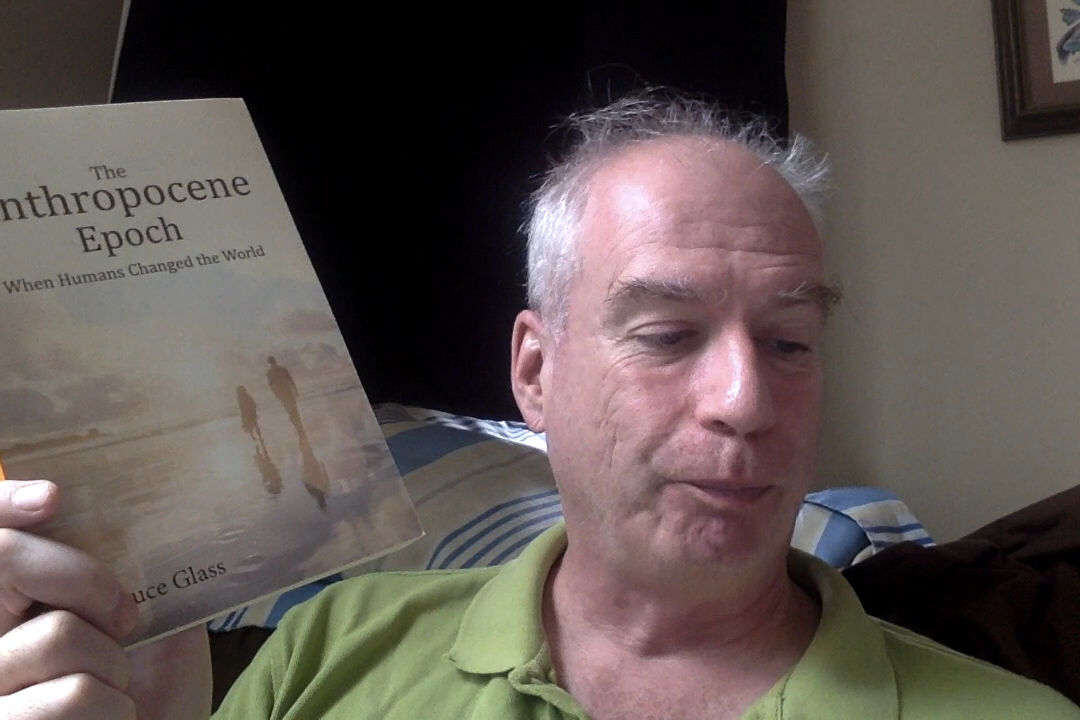 The
nthropocene
Epoch
When Humans Changed the World
uce Glass